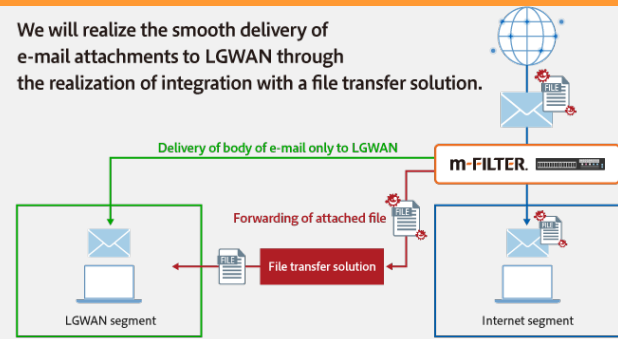 We will realize the smooth delivery of
e-mail attachments to LGWAN through
the realization of integration with a file transfer solution.
FILE
Delivery of body of e-mail only to LGWAN
m-FILTER.
Forwarding of attached file
FILE
FILE
FILE
File transfer solution
LGWAN segment
Internet segment